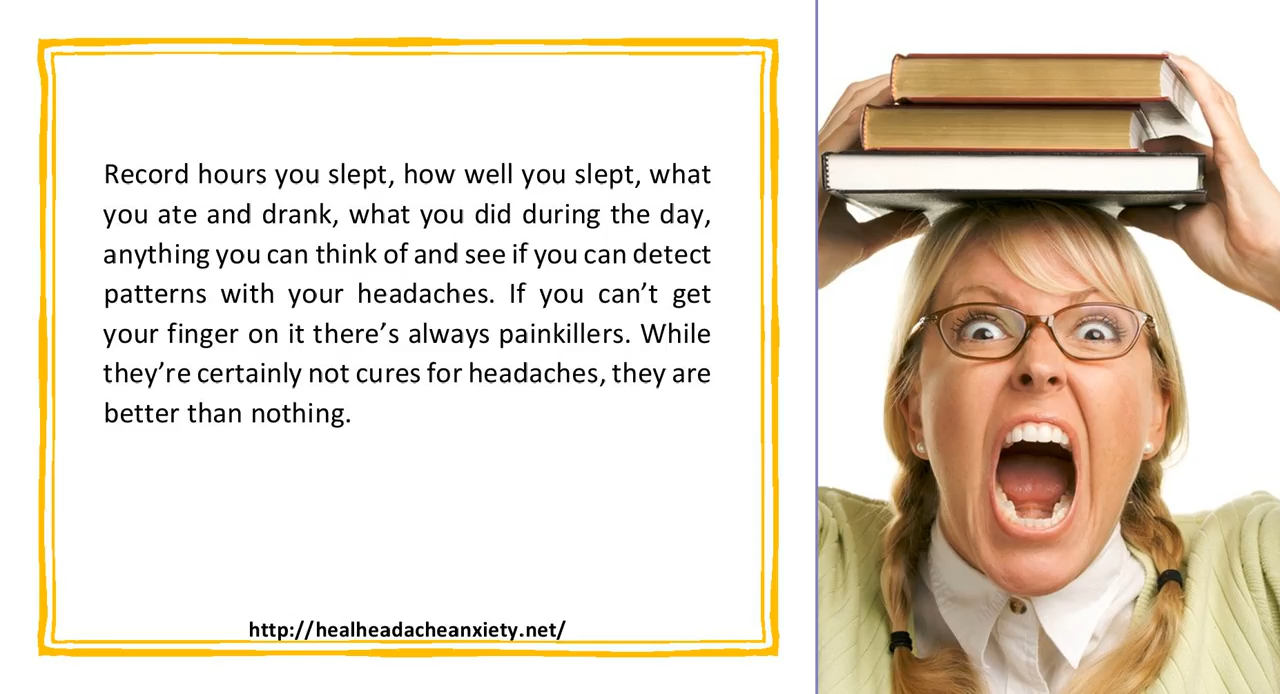 Record hours you slept, how well you slept, what
you ate and drank, what you did during the day,
anything you can think of and see if you can detect
patterns with your headaches. If you can’t get
your finger on it there’s always painkillers. While
they’re certainly not cures for headaches, they are
better than nothing.
http://healheadacheanxiety.net/